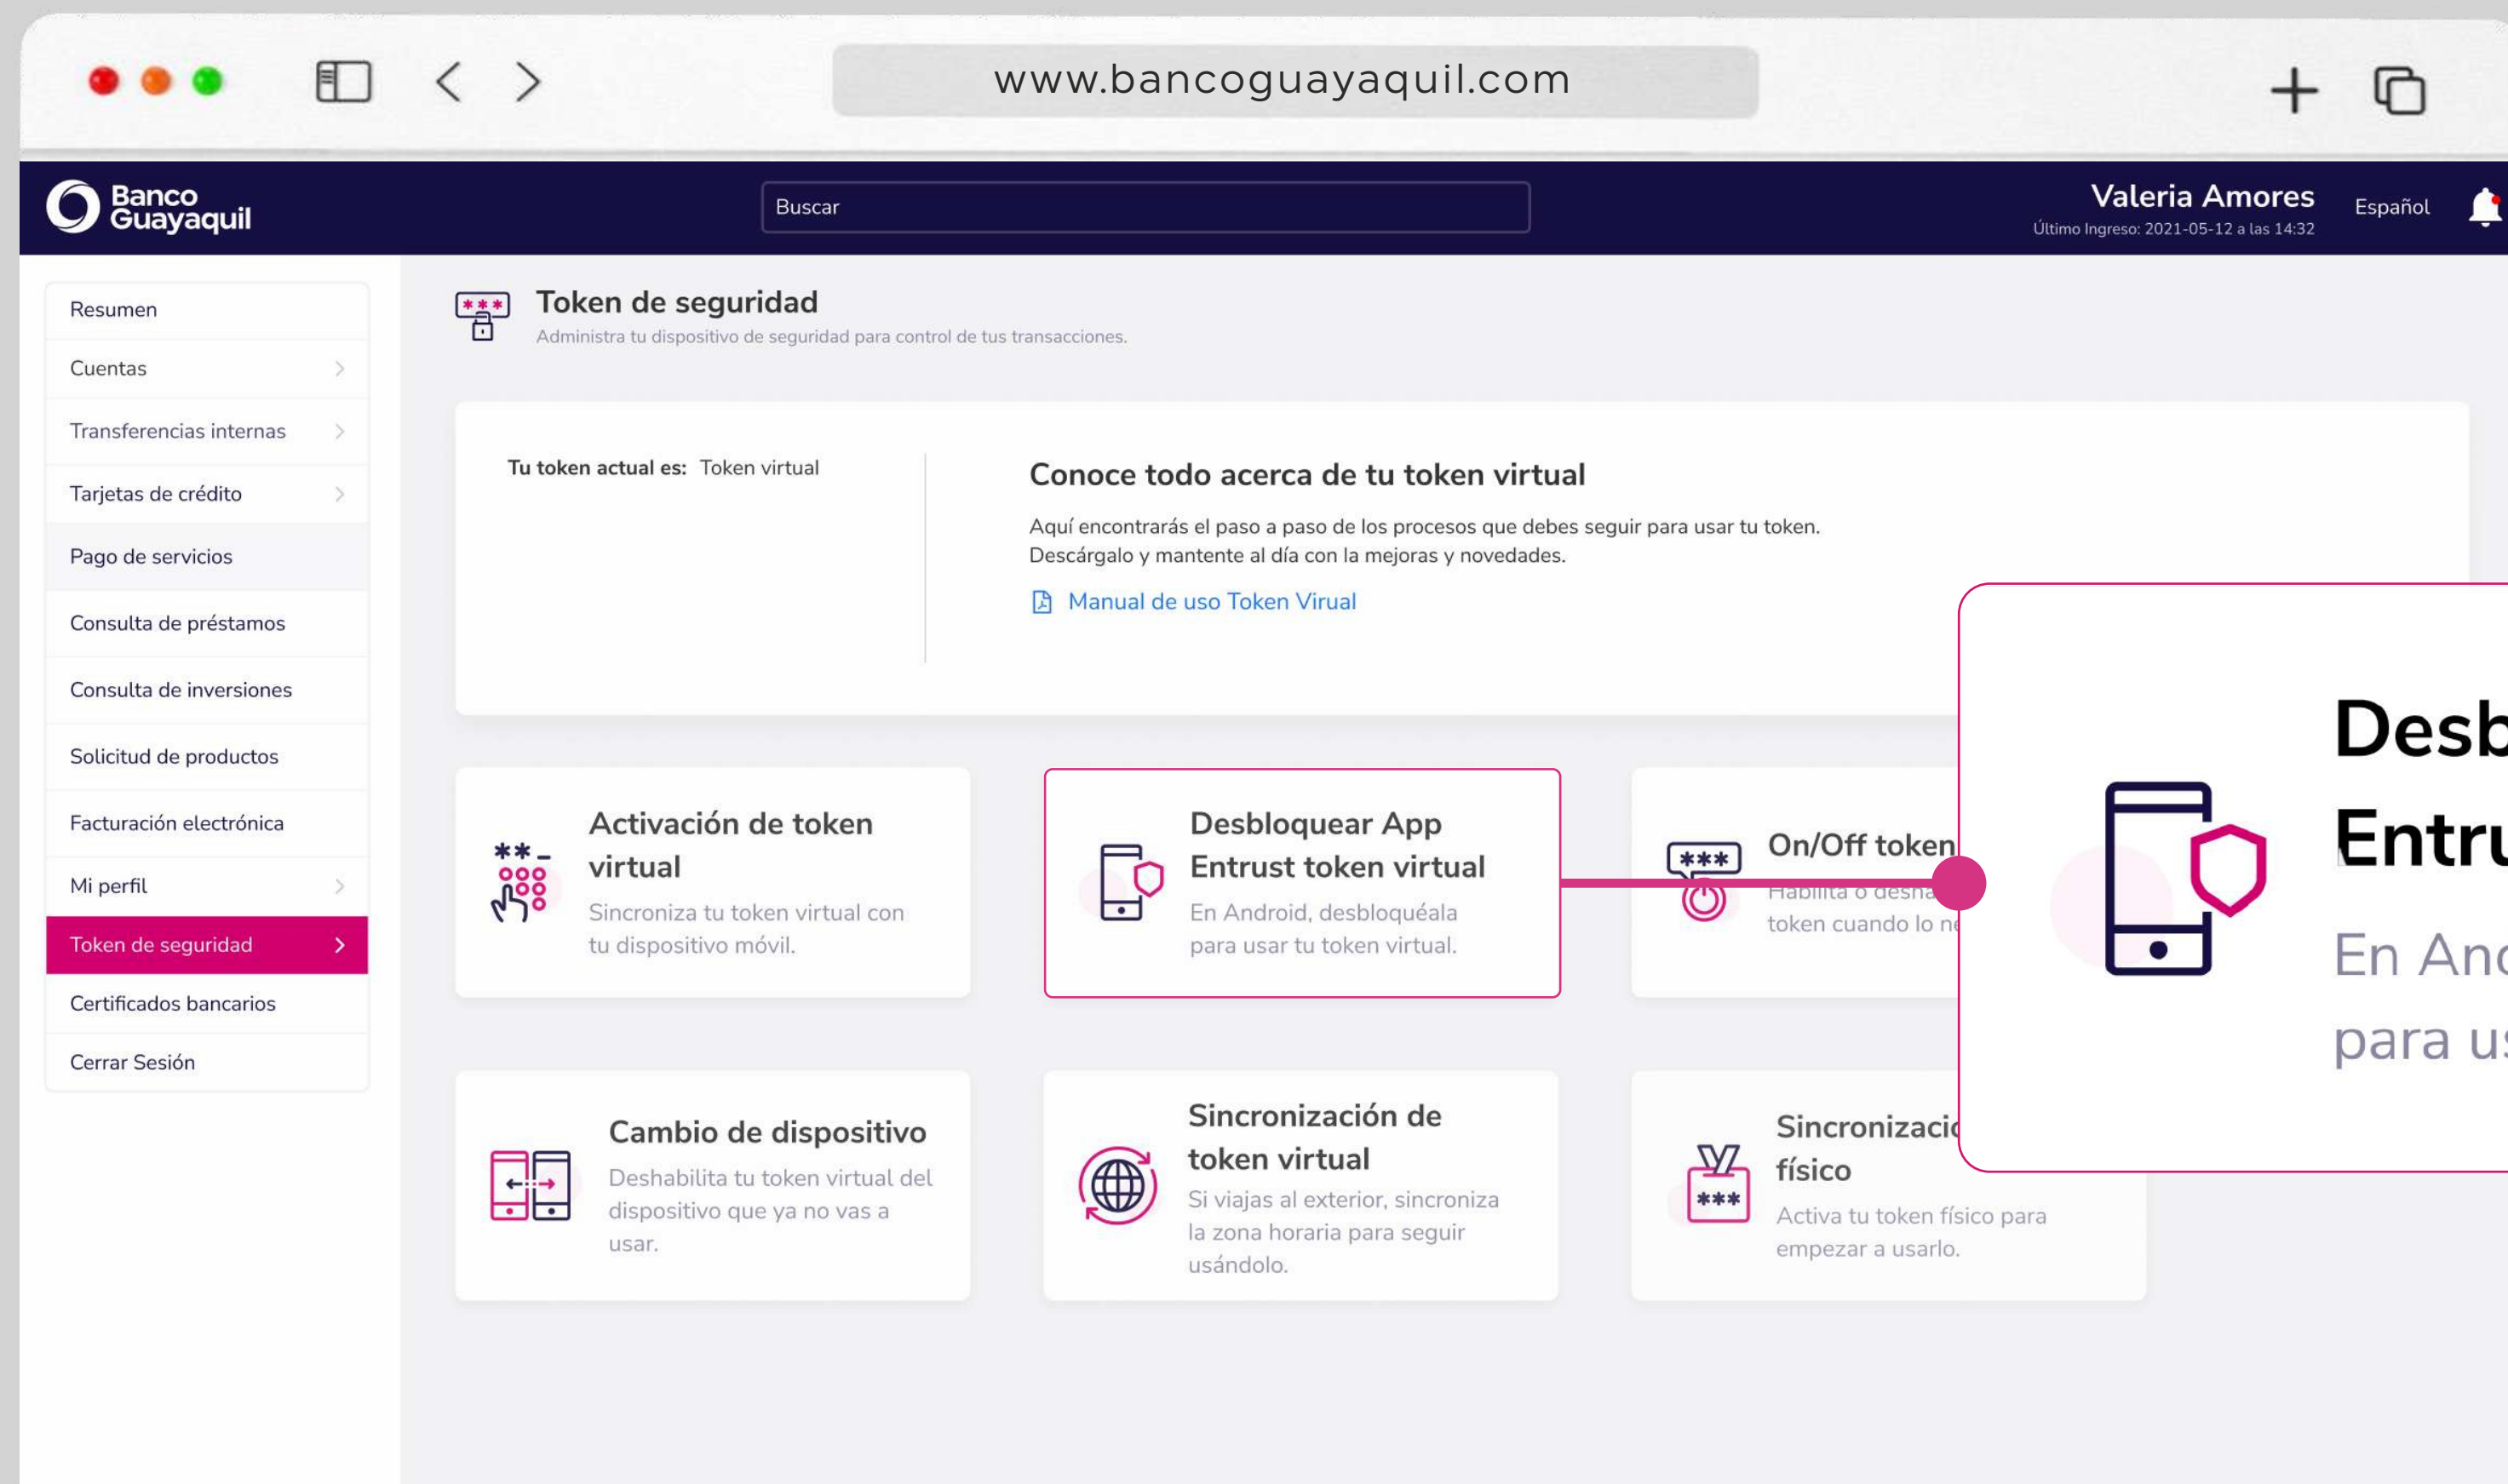 www.bancoguayaquil.com
Banco
Guayaquil
Buscar
Valeria Amores
Último Ingreso: 2021-05-12 a las 14:32
Español
Resumen
Cuentas
Transferencias internas
Tarjetas de crédito
Pago de servicios
Consulta de préstamos
Consulta de inversiones
Solicitud de productos
Facturación electrónica
Mi perfil
Token de seguridad
Certificados bancarios
Cerrar Sesión
Token de seguridad
Administra tu dispositivo de seguridad para control de tus transacciones.
Tu token actual es: Token virtual
Conoce todo acerca de tu token virtual
Aquí encontrarás el paso a paso de los procesos que debes seguir para usar tu token.
Descárgalo y mantente al día con la mejoras y novedades.
Manual de uso Token Virual
Activación de token
virtual
Sincroniza tu token virtual con
tu dispositivo móvil.
Desbloquear App
Entrust token virtual
En Android, desbloquéala
para usar tu token virtual.
On/Off token
Habilita o
token cuando lo
Cambio de dispositivo
Deshabilita tu token virtual del
dispositivo que ya no vas a
usar.
Sincronización de
token virtual
Si viajas al exterior, sincroniza
la zona horaria para seguir
usándolo.
físico
Activa tu token físico para
empezar a usarlo.
En
para